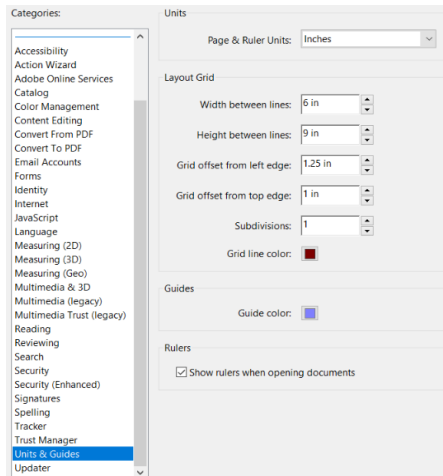 Categories:
Accessibility
Action Wizard
Adobe Online Services
Catalog
Color Management
Content Editing
Convert From PDF
Convert To PDF
Email Accounts
Forms
Identity
Internet
JavaScript
Language
Measuring (2D)
Measuring (3D)
Measuring (Geo)
Multimedia & 3D
Multimedia (legacy)
Multimedia Trust (legacy)
Reading
Reviewing
Search
Security
Security (Enhanced)
Signatures
Spelling
Tracker
Trust Manager
Units & Guides
Updater
Units
Page & Ruler Units: Inches
Layout Grid
Width between lines: 6 in
Height between lines: 9 in
Grid offset from left edge: 1.25 in
Grid offset from top edge: 1 in
Subdivisions: 1
Grid line color:
Guides
Guide color:
Rulers
Show rulers when opening documents